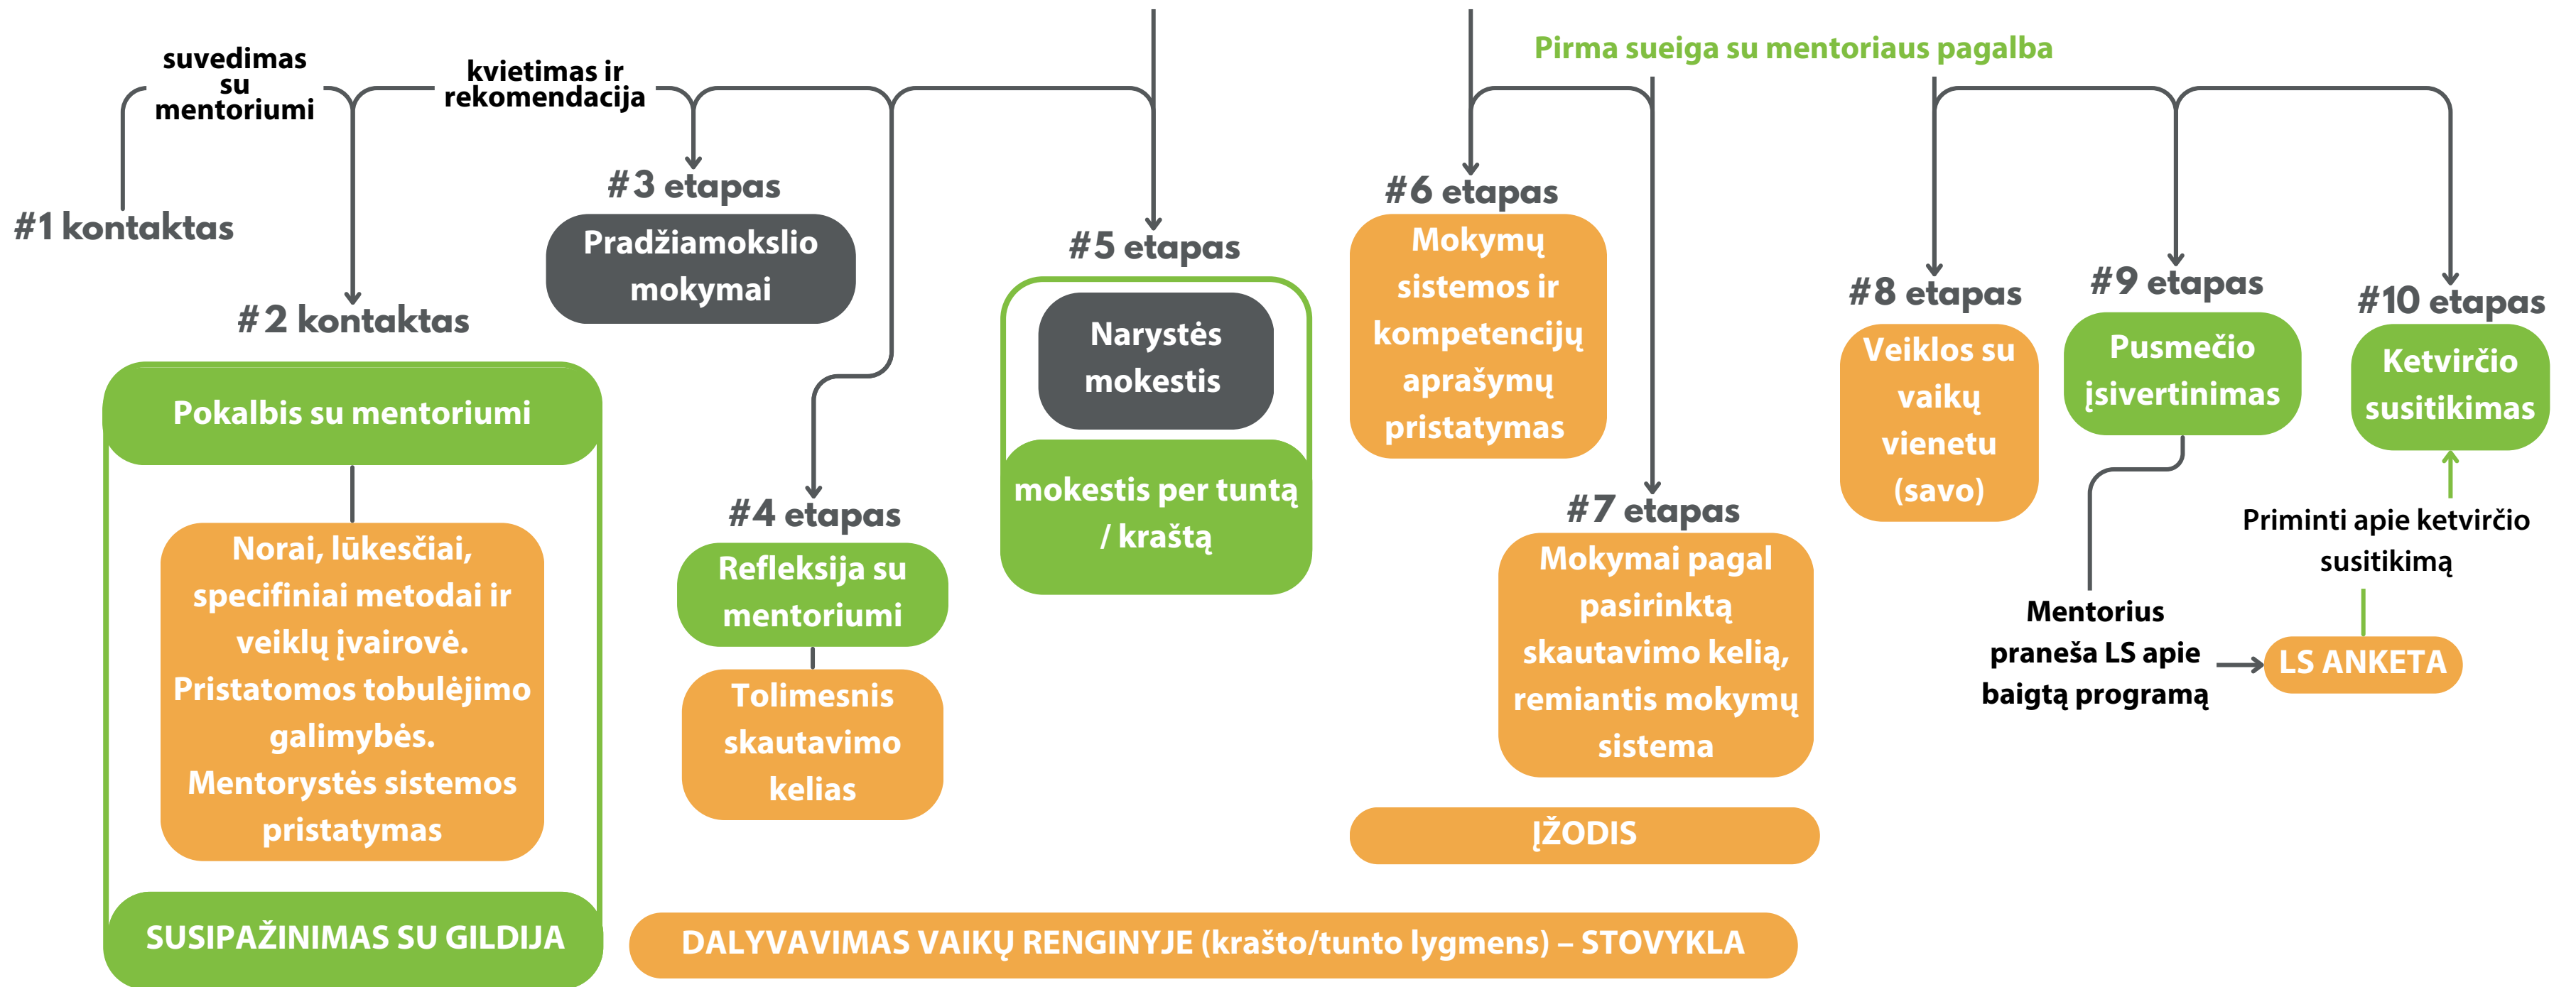 suvedimas
su
mentoriumi
kvietimas ir
rekomendacija
Pirma sueiga su mentoriaus pagalba
#1 kontaktas
#2 kontaktas
Pokalbis su mentoriumi
Norai, lūkesčiai,
specifiniai metodai ir
veiklų įvairovė.
Pristatomos tobulėjimo
galimybės.
Mentorystės sistemos
pristatymas
SUSIPAŽINIMAS SU GILDIJA
#3 etapas
Pradžiamokslio
mokymai
#4 etapas
Refleksija su
mentoriumi
Tolimesnis
skautavimo
kelias
#5 etapas
Narystės
mokestis
mokestis per tuntą
/ kraštą
#6 etapas
Mokymų
sistemos ir
kompetencijų
aprašymų
pristatymas
#7 etapas
Mokymai pagal
pasirinktą
skautavimo kelią,
remiantis mokymų
sistema
ĮŽODIS
DALYVAVIMAS VAIKŲ RENGINYJE (krašto/tunto lygmens) – STOVYKLA
#8 etapas
Veiklos su
vaikų
vienetu
(savo)
#9 etapas
Pusmečio
įsivertinimas
Mentorius
praneša LS apie
baigtą programą
#10 etapas
Ketvirčio
susitikimas
Priminti apie ketvirčio
susitikimą
LS ANKETA